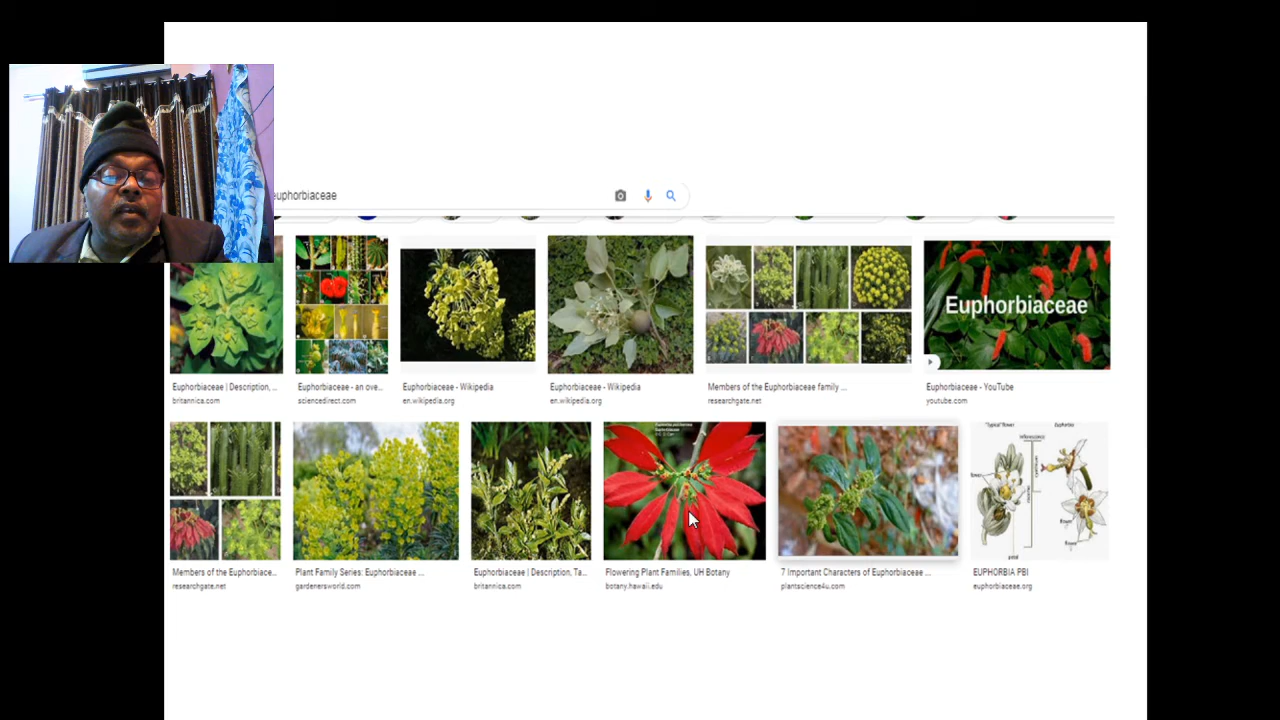 euphorbiaceae
Euphorbiaceae
Euphorbiaceae | Description, ...
britannica.com
Euphorbiaceae - an ove...
sciencedirect.com
Euphorbiaceae - Wikipedia
en.wikipedia.org
Euphorbiaceae - Wikipedia
en.wikipedia.org
Members of the Euphorbiaceae family ...
researchgate.net
Euphorbiaceae - YouTube
youtube.com
"Typical" flower
Euphorbia
Members of the Euphorbiace...
researchgate.net
Plant Family Series: Euphorbiaceae ...
gardenersworld.com
Euphorbiaceae | Description, Ta...
britannica.com
Flowering Plant Families, UH Botany
botany.hawaii.edu
7 Important Characters of Euphorbiaceae ...
plantscience4u.com
EUPHORBIA PBI
euphorbiaceae.org